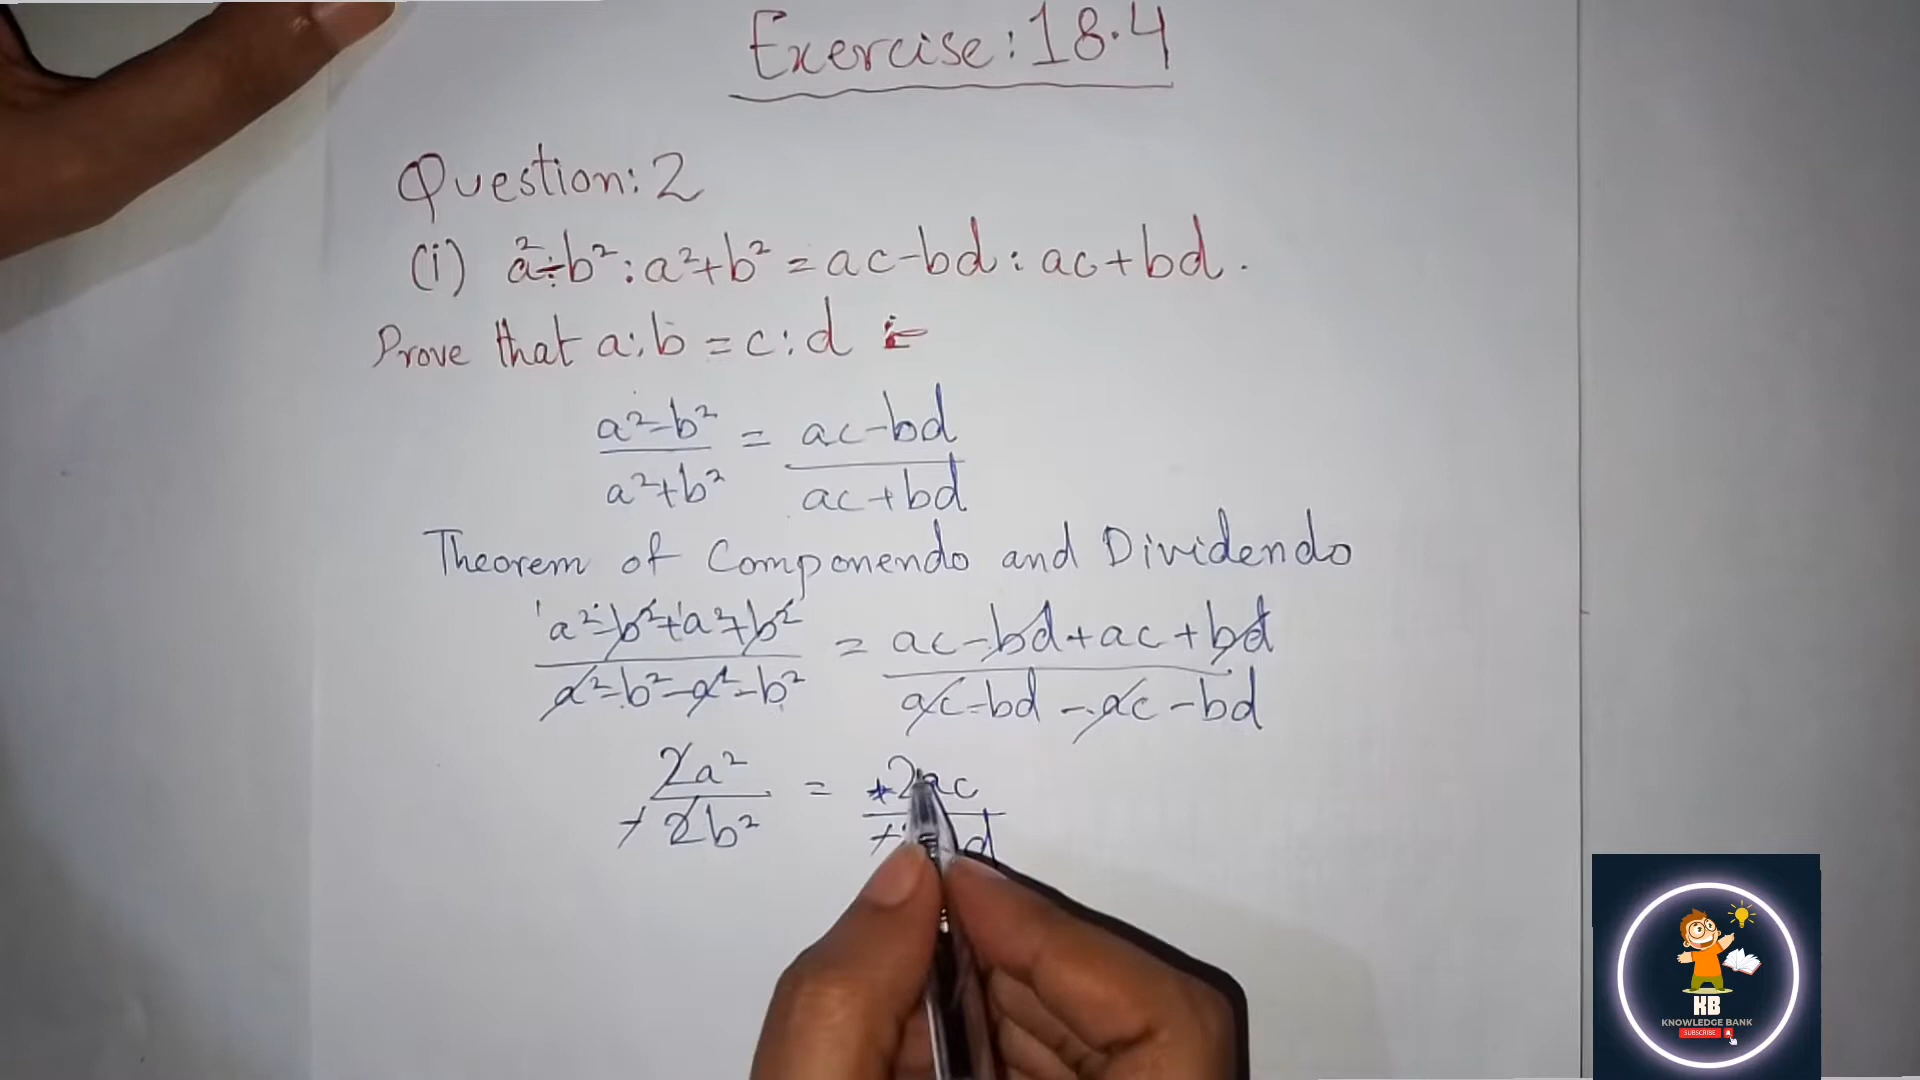 Exercise: 18.4
Question: 2
(i) a²÷b² : a²+b² = ac-bd : ac+bd.
Prove that a:b = c:d :-
a²-b²/a²+b² = ac-bd/ac+bd
Theorem of Componendo and Dividendo
a²-b²+a²+b²/a²-b²-a²-b² = ac-bd+ac+bd/ac-bd-ac-bd
2a²/-2b² = +2ac/- d
KB
KNOWLEDGE BANK
SUBSCRIBE